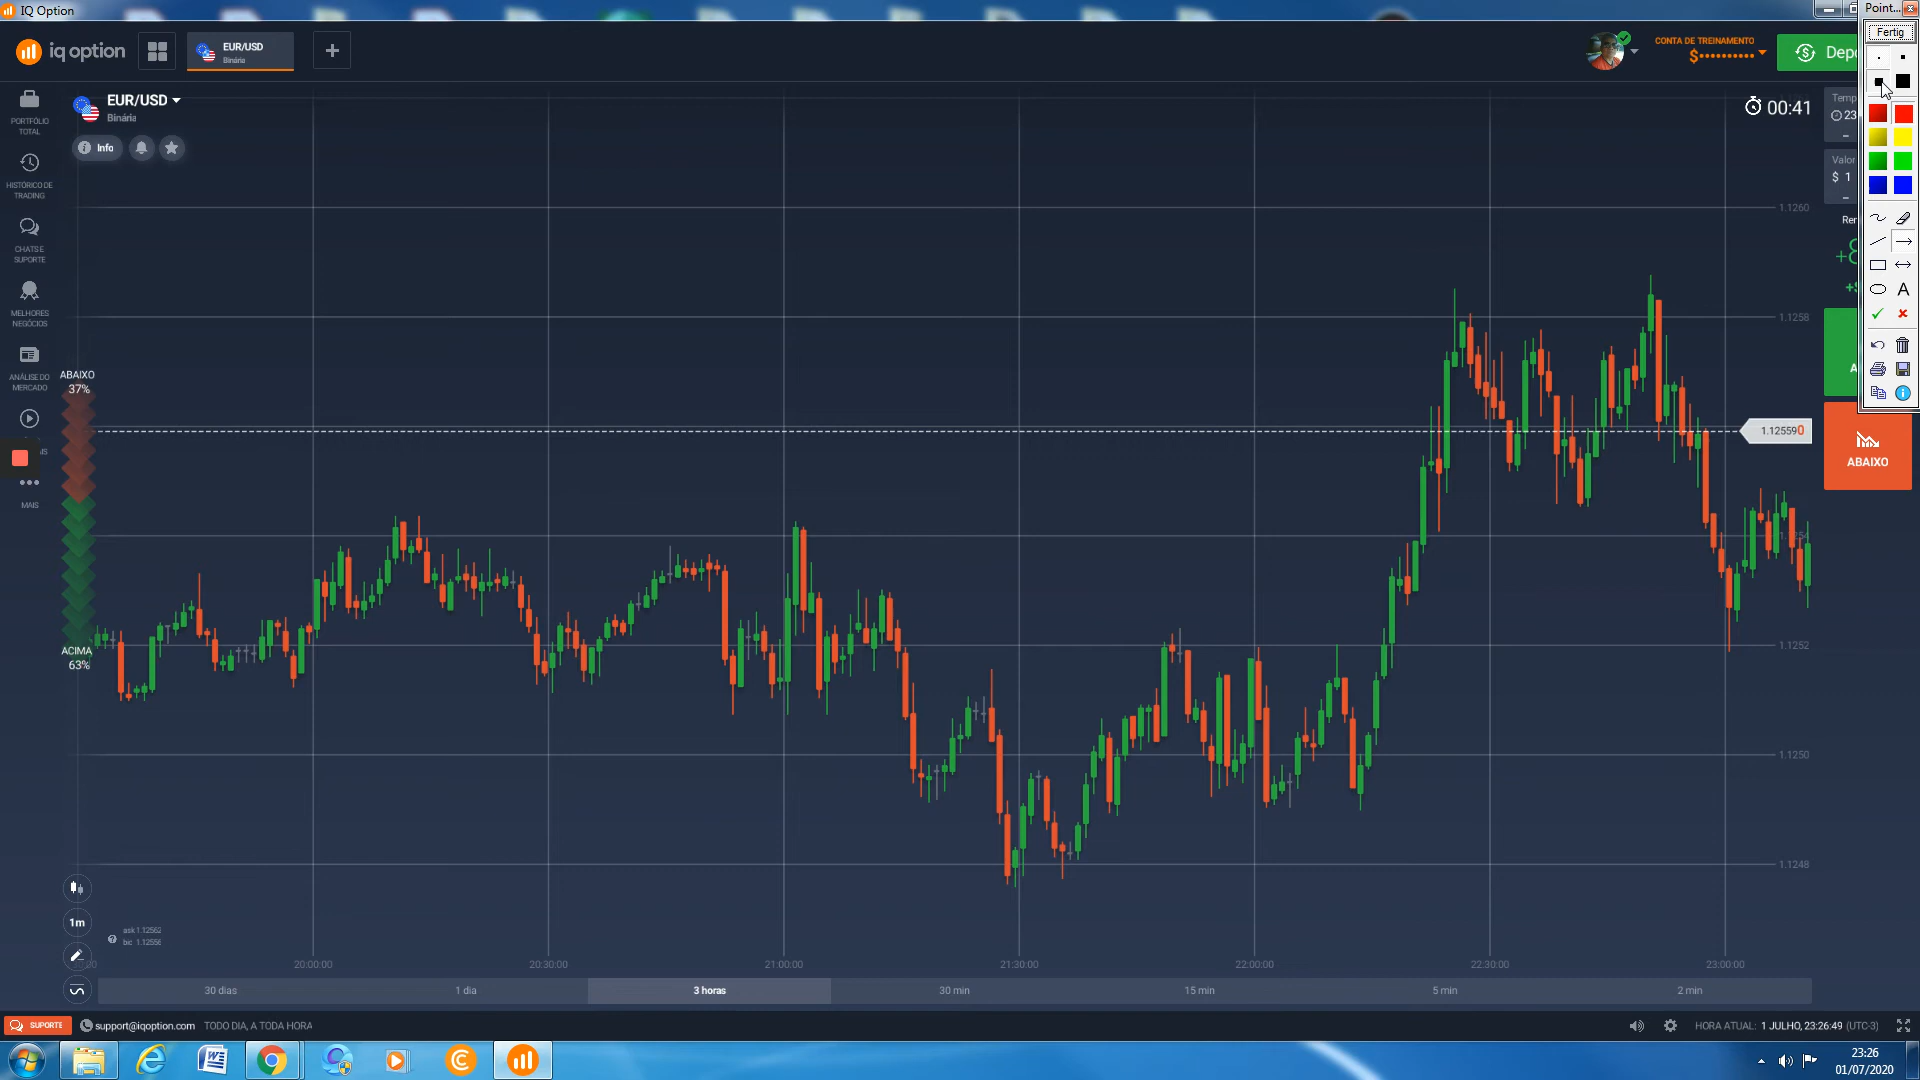 IQ Option
Point...
Fertig
iq option
EUR/USD
Binária
CONTA DE TREINAMENTO
$••••••••••
EUR/USD
Binária
Info
00:41
PORTFÓLIO
TOTAL
HISTÓRICO DE
TRADING
CHATS E
SUPORTE
MELHORES
NEGÓCIOS
ANÁLISE DO
MERCADO
MAIS
ABAIXO
37%
ACIMA
63%
$ 1
A
ABAIXO
1.1260
1.1258
1.125590
1.1252
1.1250
1.1248
1m
ask 1.12562
20:00:00
20:30:00
21:00:00
21:30:00
22:00:00
22:30:00
23:00:00
30 dias
1 dia
3 horas
30 min
15 min
5 min
2 min
SUPORTE
support@iqoption.com
TODO DIA, A TODA HORA
HORA ATUAL: 1 JULHO, 23:26:49 (UTC-3)
23:26
01/07/2020